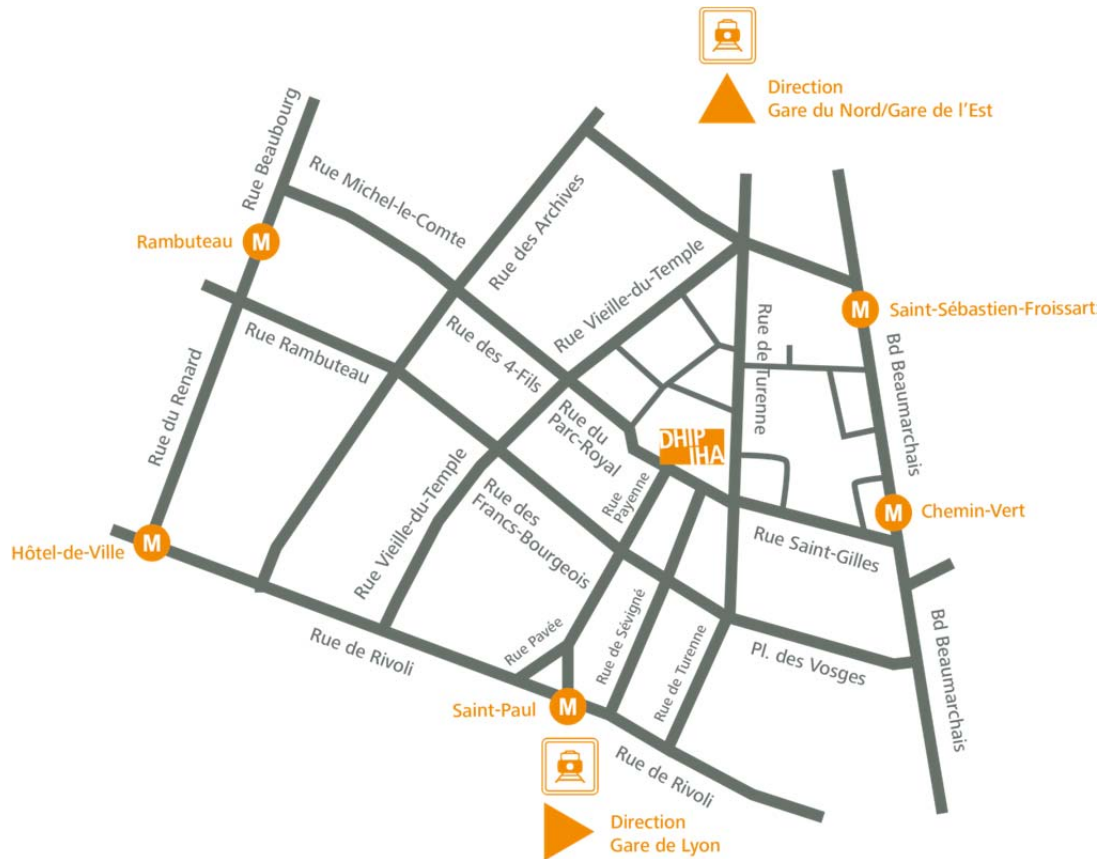 Direction
Gare du Nord/Gare de l'Est
Rue Beaubourg
Rue Michel-le-Comte
Rue des Archives
Rambuteau
M
Rue Vieille-du-Temple
Saint-Sébastien-Froissart
M
Rue Rambuteau
Rue des 4-Fils
Rue de Turenne
Bd Beaumarchais
Rue du Renard
Rue du
Parc-Royal
DHIP
IHA
Rue Vieille-du-Temple
Rue des
Francs-Bourgeois
Rue
Payenne
Chemin-Vert
M
Rue Saint-Gilles
Hôtel-de-Ville
M
Rue de Rivoli
Rue Pavée
Rue de Sévigné
Rue de Turenne
Pl. des Vosges
Bd Beaumarchais
Saint-Paul
M
Rue de Rivoli
Direction
Gare de Lyon